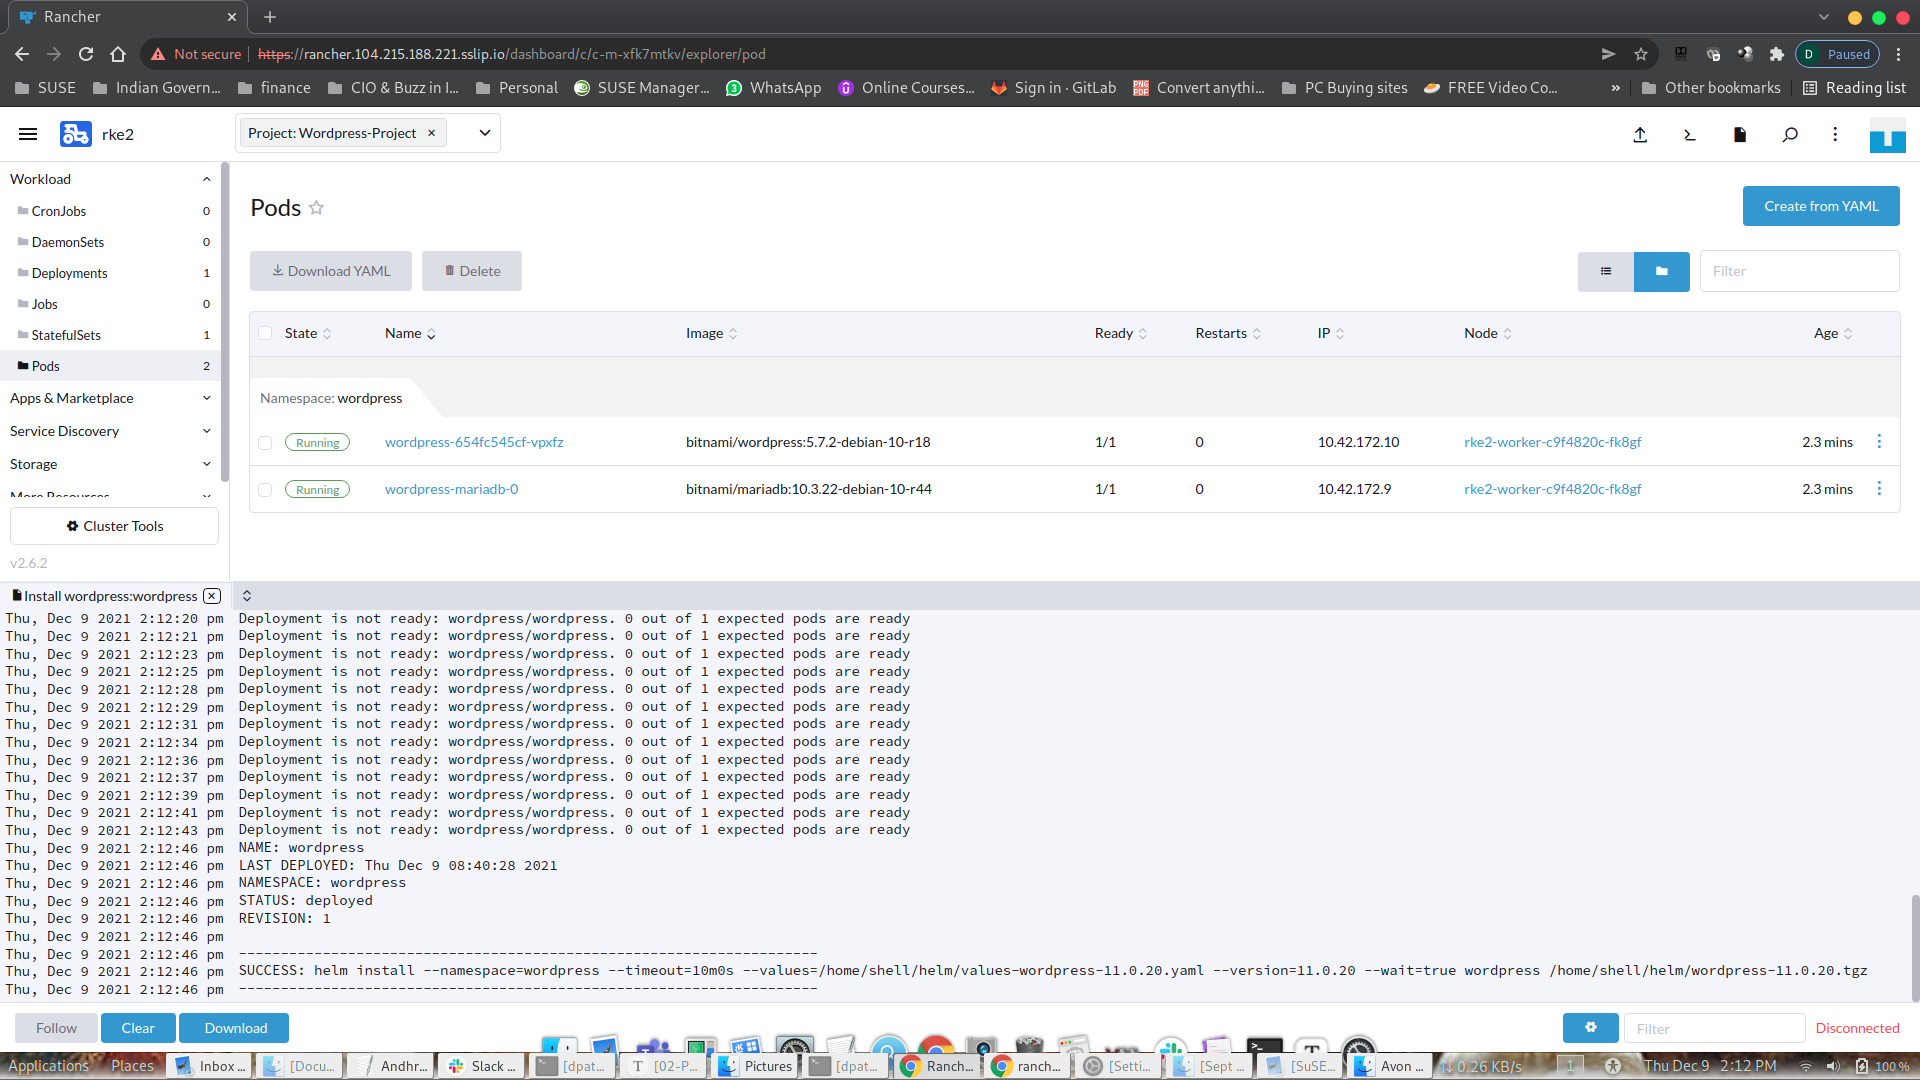 Rancher
Not secure https://rancher.104.215.188.221.sslip.io/dashboard/c/c-m-xfk7mtkv/explorer/pod
D Paused
SUSE Indian Govern... finance CIO & Buzz in I... Personal SUSE Manager... WhatsApp Online Courses... Sign in · GitLab Convert anythi... PC Buying sites FREE Video Co... » Other bookmarks Reading list
rke2 Project: Wordpress-Project ×
Workload
CronJobs 0
DaemonSets 0
Deployments 1
Jobs 0
StatefulSets 1
Pods 2
Apps & Marketplace
Service Discovery
Storage
More Resources
Cluster Tools
v2.6.2
Pods
Create from YAML
Download YAML Delete Filter
State Name Image Ready Restarts IP Node Age
Namespace: wordpress
Running wordpress-654fc545cf-vpxfz bitnami/wordpress:5.7.2-debian-10-r18 1/1 0 10.42.172.10 rke2-worker-c9f4820c-fk8gf 2.3 mins
Running wordpress-mariadb-0 bitnami/mariadb:10.3.22-debian-10-r44 1/1 0 10.42.172.9 rke2-worker-c9f4820c-fk8gf 2.3 mins
Install wordpress:wordpress
Thu, Dec 9 2021 2:12:20 pm Deployment is not ready: wordpress/wordpress. 0 out of 1 expected pods are ready
Thu, Dec 9 2021 2:12:21 pm Deployment is not ready: wordpress/wordpress. 0 out of 1 expected pods are ready
Thu, Dec 9 2021 2:12:23 pm Deployment is not ready: wordpress/wordpress. 0 out of 1 expected pods are ready
Thu, Dec 9 2021 2:12:25 pm Deployment is not ready: wordpress/wordpress. 0 out of 1 expected pods are ready
Thu, Dec 9 2021 2:12:28 pm Deployment is not ready: wordpress/wordpress. 0 out of 1 expected pods are ready
Thu, Dec 9 2021 2:12:29 pm Deployment is not ready: wordpress/wordpress. 0 out of 1 expected pods are ready
Thu, Dec 9 2021 2:12:31 pm Deployment is not ready: wordpress/wordpress. 0 out of 1 expected pods are ready
Thu, Dec 9 2021 2:12:34 pm Deployment is not ready: wordpress/wordpress. 0 out of 1 expected pods are ready
Thu, Dec 9 2021 2:12:36 pm Deployment is not ready: wordpress/wordpress. 0 out of 1 expected pods are ready
Thu, Dec 9 2021 2:12:37 pm Deployment is not ready: wordpress/wordpress. 0 out of 1 expected pods are ready
Thu, Dec 9 2021 2:12:39 pm Deployment is not ready: wordpress/wordpress. 0 out of 1 expected pods are ready
Thu, Dec 9 2021 2:12:41 pm Deployment is not ready: wordpress/wordpress. 0 out of 1 expected pods are ready
Thu, Dec 9 2021 2:12:43 pm Deployment is not ready: wordpress/wordpress. 0 out of 1 expected pods are ready
Thu, Dec 9 2021 2:12:46 pm NAME: wordpress
Thu, Dec 9 2021 2:12:46 pm LAST DEPLOYED: Thu Dec 9 08:40:28 2021
Thu, Dec 9 2021 2:12:46 pm NAMESPACE: wordpress
Thu, Dec 9 2021 2:12:46 pm STATUS: deployed
Thu, Dec 9 2021 2:12:46 pm REVISION: 1
Thu, Dec 9 2021 2:12:46 pm
Thu, Dec 9 2021 2:12:46 pm ---------------------------------------------------------------------
Thu, Dec 9 2021 2:12:46 pm SUCCESS: helm install --namespace=wordpress --timeout=10m0s --values=/home/shell/helm/values-wordpress-11.0.20.yaml --version=11.0.20 --wait=true wordpress /home/shell/helm/wordpress-11.0.20.tgz
Thu, Dec 9 2021 2:12:46 pm ---------------------------------------------------------------------
Follow Clear Download Filter Disconnected
Applications Places Inbox ... [Docu... Andhr... Slack ... [dpat... [02-P... Pictures [dpat... Ranch... ranch... [Setti... [Sept ... [SuSE... Avon ... 0.26 KB/s 1 Thu Dec 9 2:12 PM 100 %